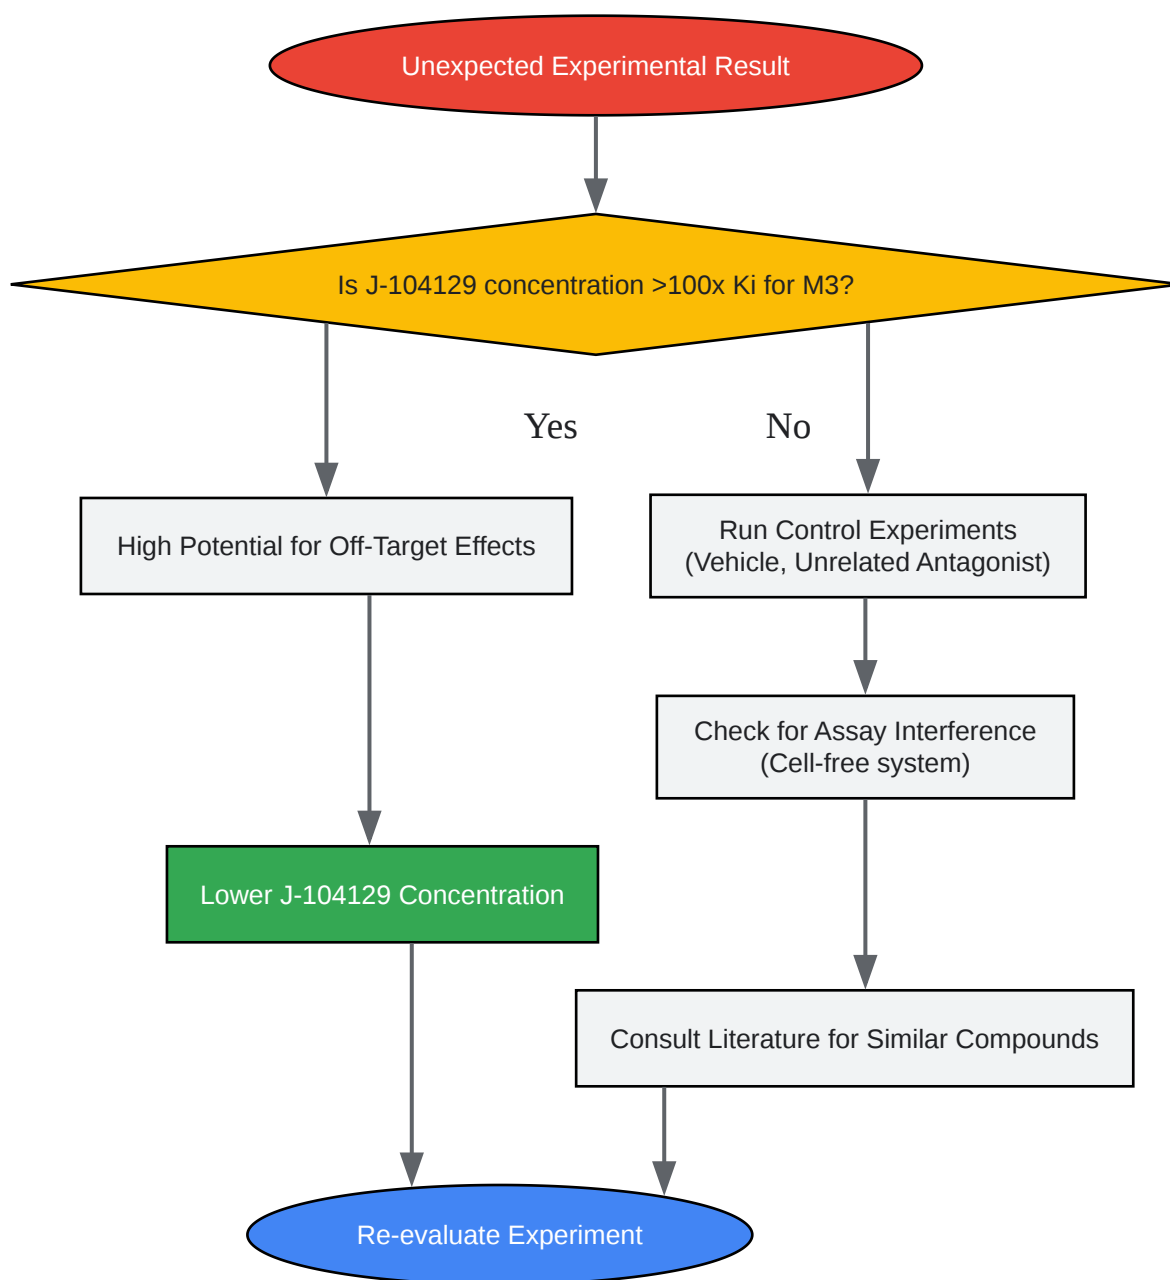 Unexpected Experimental Result
Is J-104129 concentration >100x Ki for M3?
Yes
No
High Potential for Off-Target Effects
Run Control Experiments
(Vehicle, Unrelated Antagonist)
Check for Assay Interference
(Cell-free system)
Lower J-104129 Concentration
Consult Literature for Similar Compounds
Re-evaluate Experiment